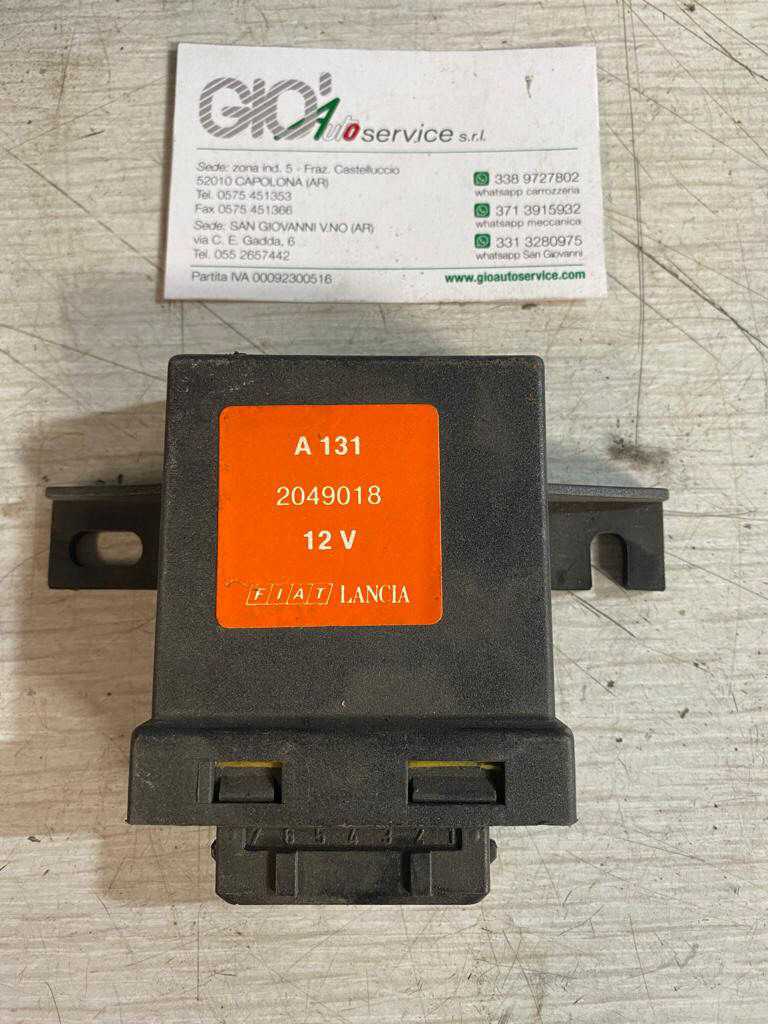 GIO' Auto service s.r.l.
Sede: zona ind. 5 - Fraz. Castelluccio
52010 CAPOLONA (AR)
Tel. 0575 451353
Fax 0575 451366
Sede: SAN GIOVANNI V.NO (AR)
via C. E. Gadda, 6
Tel. 055 2657442
Partita IVA 00092300516
338 9727802
whatsapp carrozzeria
371 3915932
whatsapp meccanica
331 3280975
whatsapp San Giovanni
www.gioautoservice.com
A 131
2049018
12 V
FIAT LANCIA
7 6 5 4 3 2 1